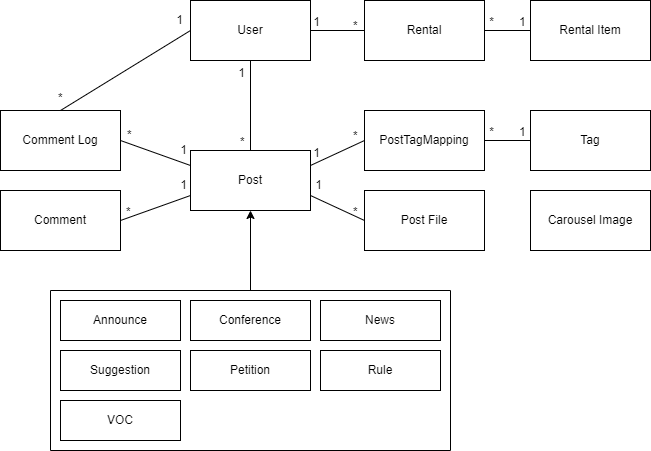 1
User
1
*
Rental
*
1
Rental Item
*
1
Comment Log
*
1
*
1
*
PostTagMapping
*
1
Tag
Post
Comment
*
1
1
*
Post File
Carousel Image
Announce
Conference
News
Suggestion
Petition
Rule
VOC